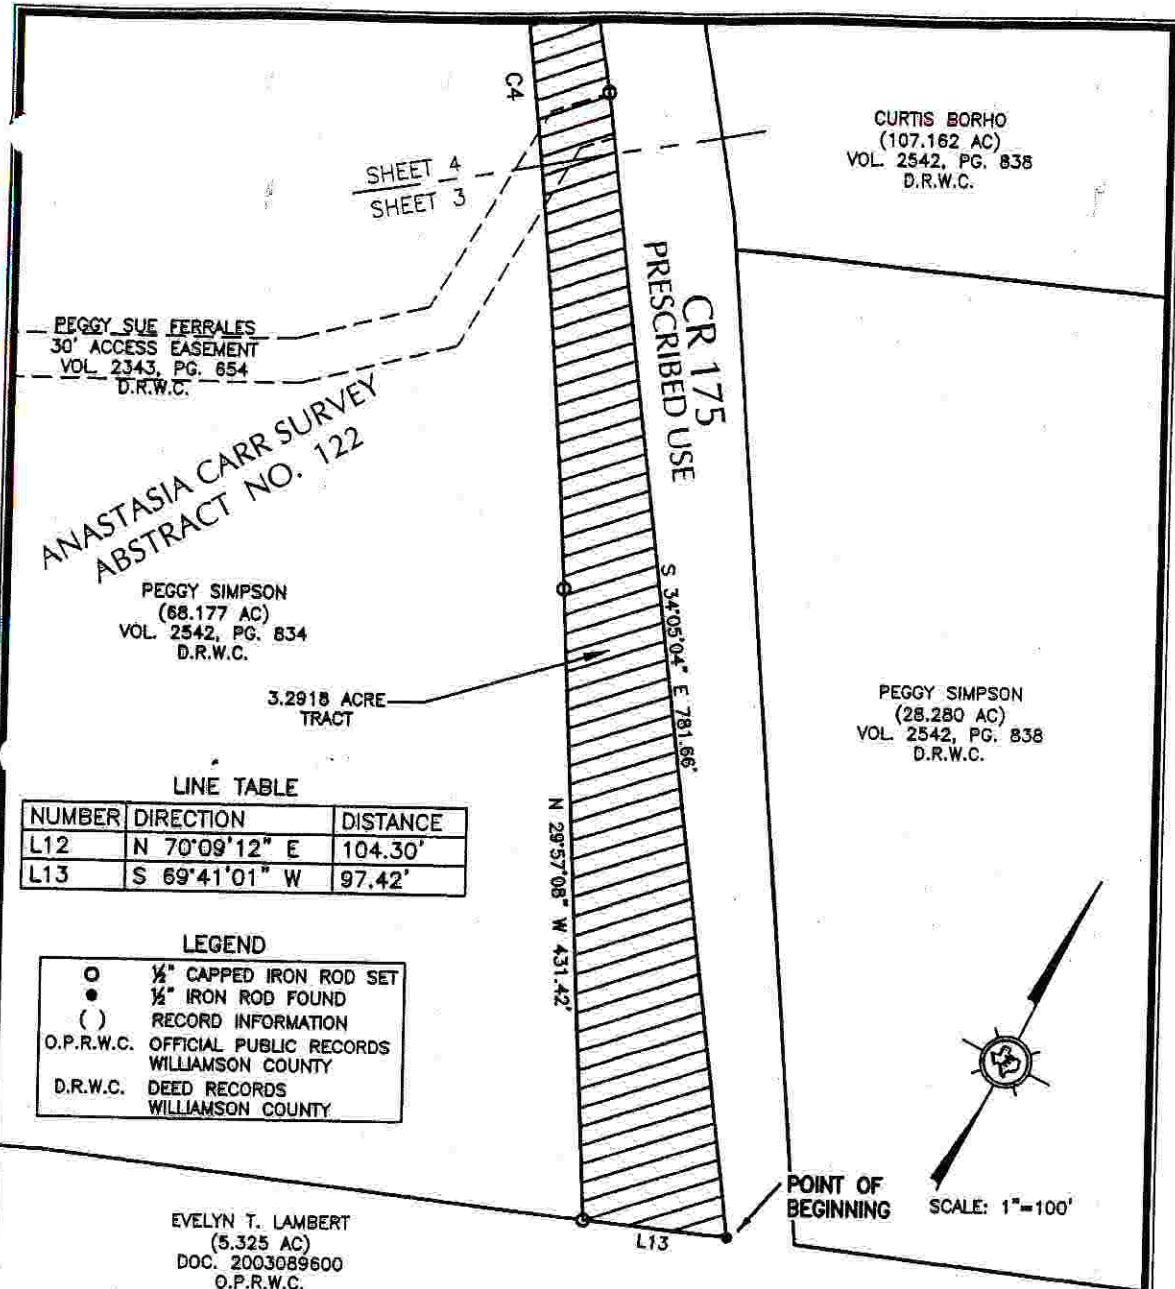 C4
CURTIS BORHO
(107.162 AC)
VOL. 2542, PG. 838
D.R.W.C.
SHEET 4
SHEET 3
CR 175
PRESCRIBED USE
PEGGY SUE FERRALES
30' ACCESS EASEMENT
VOL. 2343, PG. 654
D.R.W.C.
ANASTASIA CARR SURVEY
ABSTRACT NO. 122
PEGGY SIMPSON
(68.177 AC)
VOL. 2542, PG. 834
D.R.W.C.
S 34°05'04" E 781.66'
3.2918 ACRE
TRACT
PEGGY SIMPSON
(28.280 AC)
VOL. 2542, PG. 838
D.R.W.C.
LINE TABLE
NUMBER DIRECTION DISTANCE
L12 N 70°09'12" E 104.30'
L13 S 69°41'01" W 97.42'
N 29°57'08" W 431.42'
LEGEND
½" CAPPED IRON ROD SET
½" IRON ROD FOUND
( ) RECORD INFORMATION
O.P.R.W.C. OFFICIAL PUBLIC RECORDS
WILLIAMSON COUNTY
D.R.W.C. DEED RECORDS
WILLIAMSON COUNTY
POINT OF
BEGINNING
SCALE: 1"=100'
L13
EVELYN T. LAMBERT
(5.325 AC)
DOC. 2003089600
O.P.R.W.C.